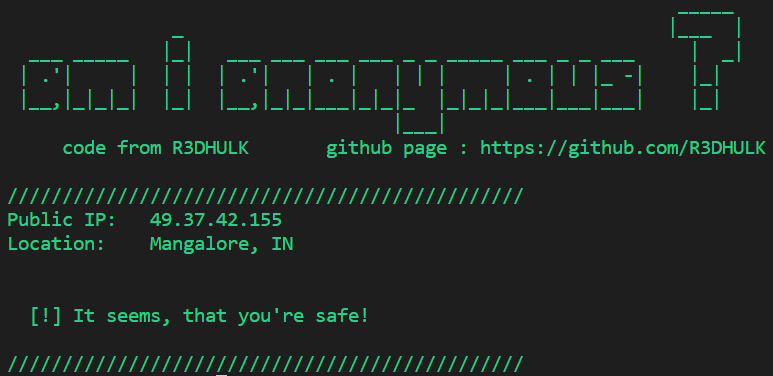 am i anonymous ?
code from R3DHULK github page : https://github.com/R3DHULK
///////////////////////////////////////////////
Public IP: 49.37.42.155
Location: Mangalore, IN
[!] It seems, that you're safe!
///////////////////////////////////////////////